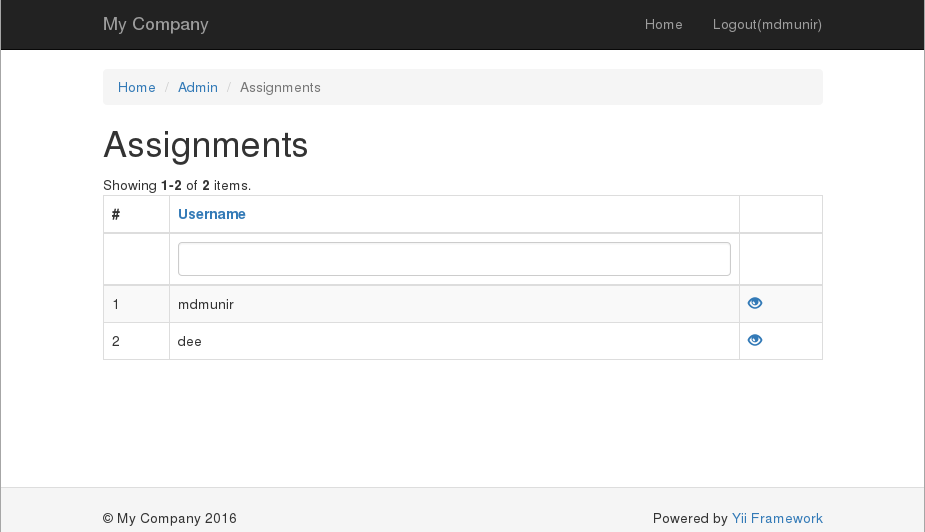 My Company Home Logout(mdmunir)
Home / Admin / Assignments
Assignments
Showing 1-2 of 2 items.
# Username
1 mdmunir
2 dee
© My Company 2016 Powered by Yii Framework